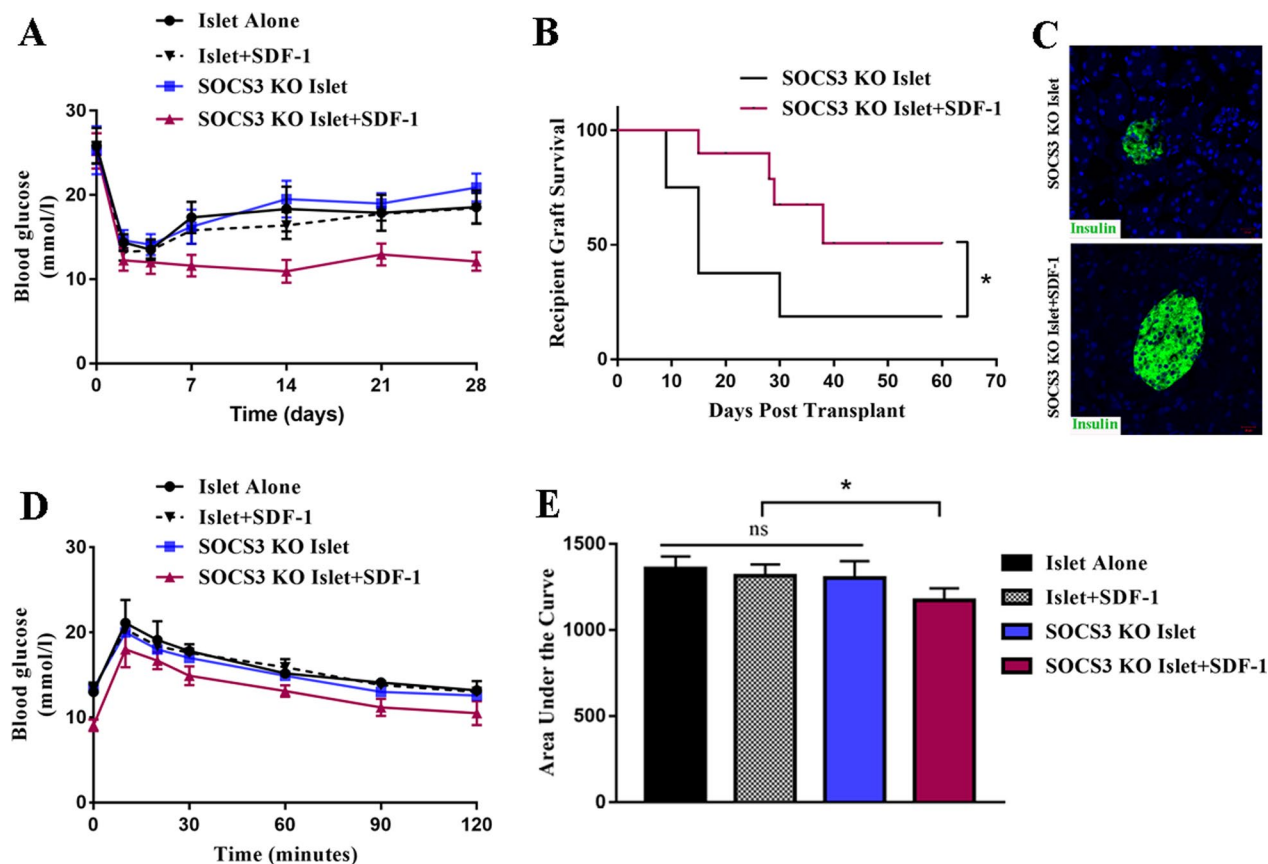 A
Islet Alone
Islet+SDF-1
SOCS3 KO Islet
SOCS3 KO Islet+SDF-1
Blood glucose
(mmol/l)
30
20
10
0
0
7
14
21
28
Time (days)
B
SOCS3 KO Islet
SOCS3 KO Islet+SDF-1
Recipient Graft Survival
100
50
0
*
0
10
20
30
40
50
60
70
Days Post Transplant
C
SOCS3 KO Islet
Insulin
SOCS3 KO Islet+SDF-1
Insulin
D
Islet Alone
Islet+SDF-1
SOCS3 KO Islet
SOCS3 KO Islet+SDF-1
Blood glucose
(mmol/l)
30
20
10
0
0
30
60
90
120
Time (minutes)
E
*
ns
Area Under the Curve
1500
1000
500
0
Islet Alone
Islet+SDF-1
SOCS3 KO Islet
SOCS3 KO Islet+SDF-1